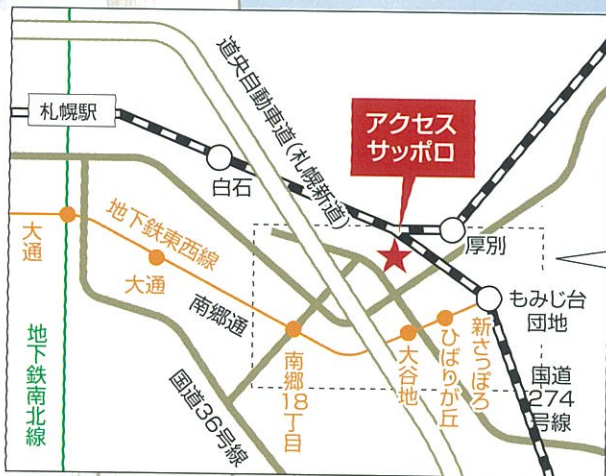 道央自動車道(札幌新道)
札幌駅
アクセス
サッポロ
白石
厚別
大通
地下鉄東西線
大通
南郷通
もみじ台
団地
新さっぽろ
ひばりが丘
大谷地
南郷18丁目
地下鉄南北線
国道36号線
国道
274
号線